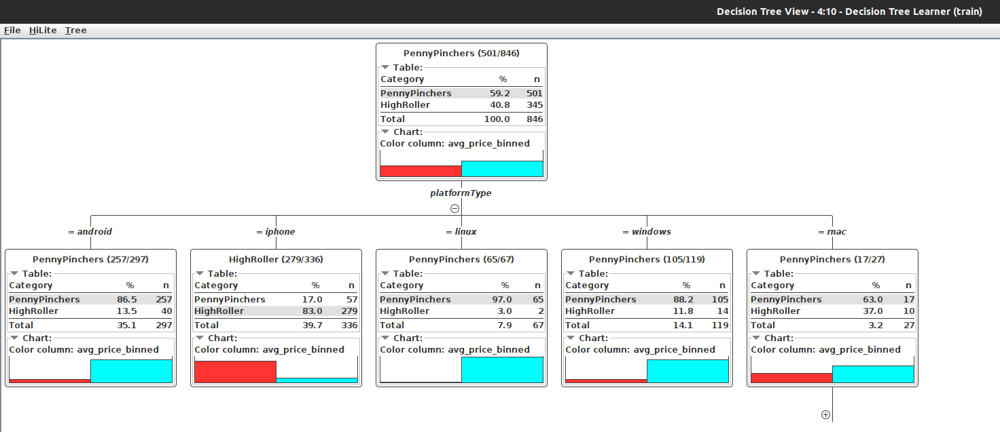 Decision Tree View - 4:10 - Decision Tree Learner (train)
File HiLite Tree
PennyPinchers (501/846)
Table:
Category % n
PennyPinchers 59.2 501
HighRoller 40.8 345
Total 100.0 846
Chart:
Color column: avg_price_binned
platformType
= android
= iphone
= linux
= windows
= mac
PennyPinchers (257/297)
Table:
Category % n
PennyPinchers 86.5 257
HighRoller 13.5 40
Total 35.1 297
Chart:
Color column: avg_price_binned
HighRoller (279/336)
Table:
Category % n
PennyPinchers 17.0 57
HighRoller 83.0 279
Total 39.7 336
Chart:
Color column: avg_price_binned
PennyPinchers (65/67)
Table:
Category % n
PennyPinchers 97.0 65
HighRoller 3.0 2
Total 7.9 67
Chart:
Color column: avg_price_binned
PennyPinchers (105/119)
Table:
Category % n
PennyPinchers 88.2 105
HighRoller 11.8 14
Total 14.1 119
Chart:
Color column: avg_price_binned
PennyPinchers (17/27)
Table:
Category % n
PennyPinchers 63.0 17
HighRoller 37.0 10
Total 3.2 27
Chart:
Color column: avg_price_binned